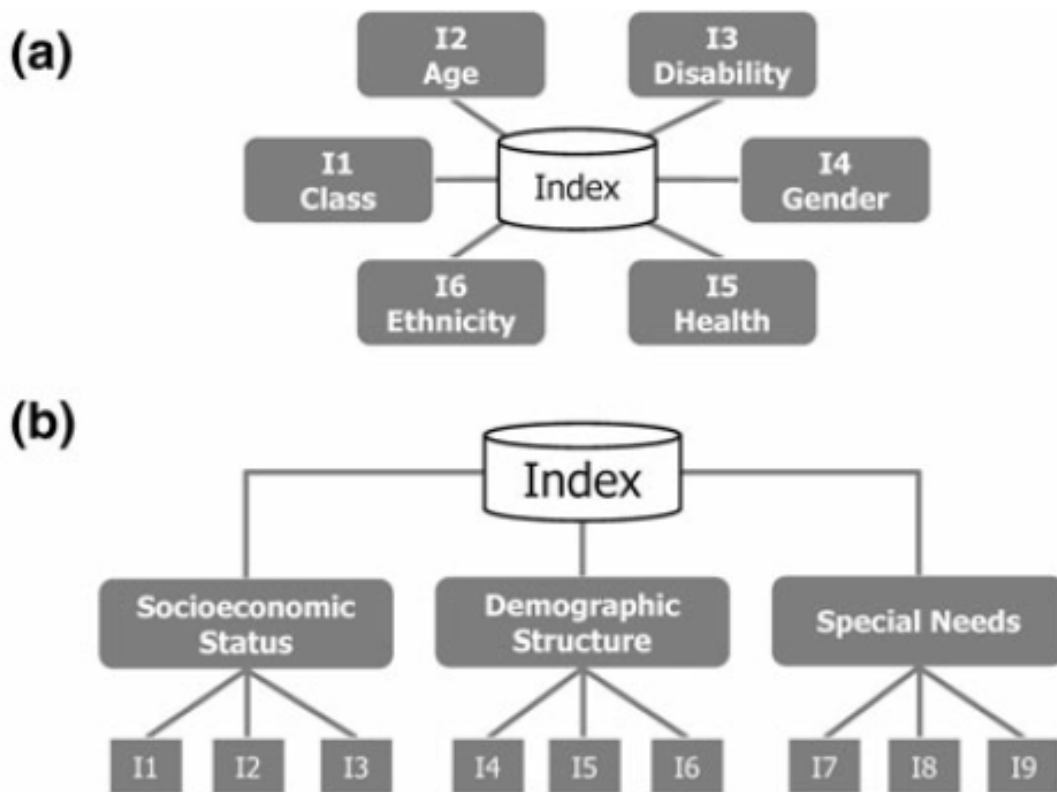 (a)
I2
Age
I3
Disability
I1
Class
Index
I4
Gender
I6
Ethnicity
I5
Health
(b)
Index
Socioeconomic
Status
Demographic
Structure
Special Needs
I1 I2 I3 I4 I5 I6 I7 I8 I9